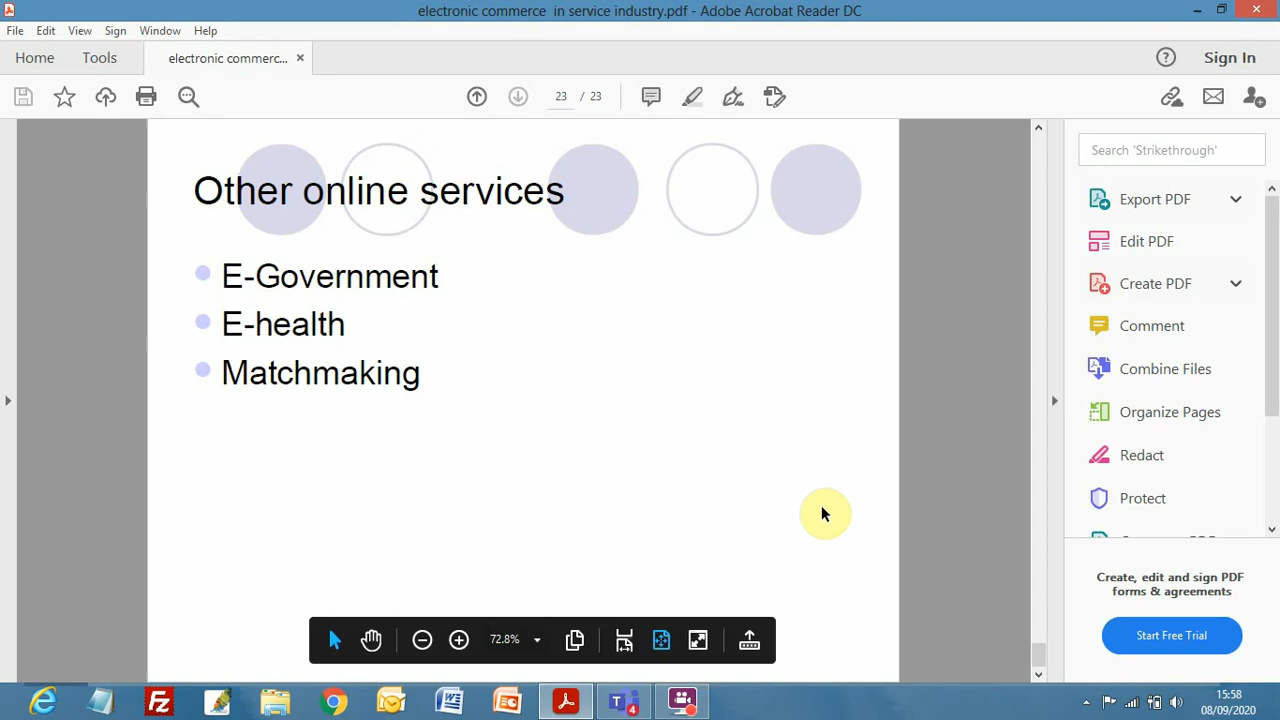 electronic commerce  in service industry.pdf - Adobe Acrobat Reader DC
File Edit View Sign Window Help
Home Tools electronic commerc... ×
Sign In
23 / 23
Search 'Strikethrough'
Other online services
E-Government
E-health
Matchmaking
Export PDF
Edit PDF
Create PDF
Comment
Combine Files
Organize Pages
Redact
Protect
Create, edit and sign PDF
forms & agreements
Start Free Trial
72.8%
4
15:58
08/09/2020